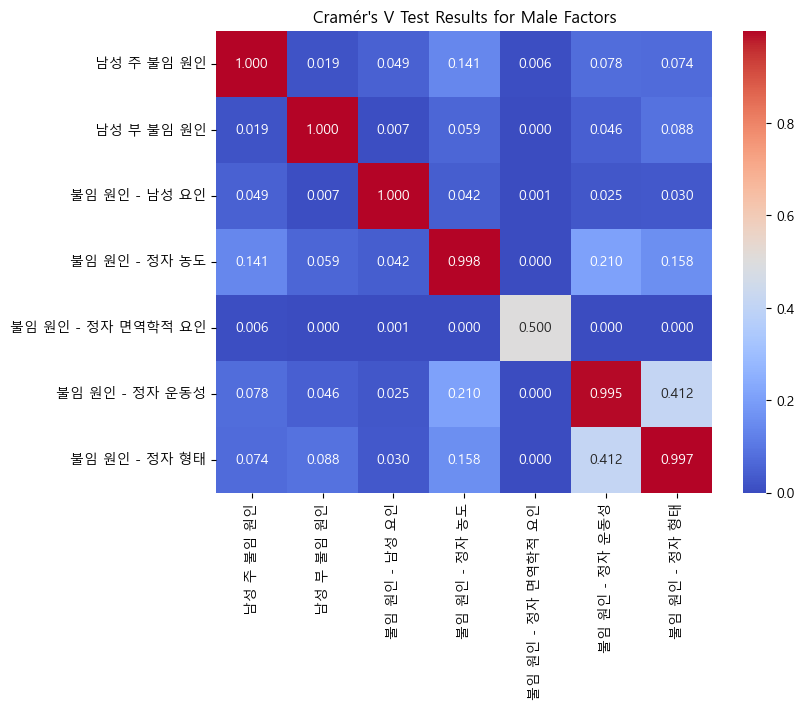 Cramér's V Test Results for Male Factors
남성 주 불임 원인
1.000 0.019 0.049 0.141 0.006 0.078 0.074
남성 부 불임 원인
0.019 1.000 0.007 0.059 0.000 0.046 0.088
불임 원인 - 남성 요인
0.049 0.007 1.000 0.042 0.001 0.025 0.030
불임 원인 - 정자 농도
0.141 0.059 0.042 0.998 0.000 0.210 0.158
불임 원인 - 정자 면역학적 요인
0.006 0.000 0.001 0.000 0.500 0.000 0.000
불임 원인 - 정자 운동성
0.078 0.046 0.025 0.210 0.000 0.995 0.412
불임 원인 - 정자 형태
0.074 0.088 0.030 0.158 0.000 0.412 0.997
남성 주 불임 원인
남성 부 불임 원인
불임 원인 - 남성 요인
불임 원인 - 정자 농도
불임 원인 - 정자 면역학적 요인
불임 원인 - 정자 운동성
불임 원인 - 정자 형태
0.8
0.6
0.4
0.2
0.0